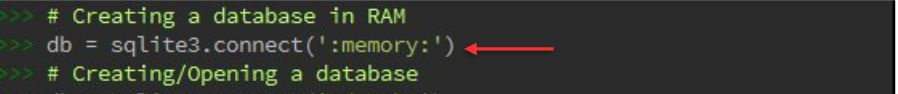 >>> # Creating a database in RAM
>>> db = sqlite3.connect(':memory:')
>>> # Creating/Opening a database